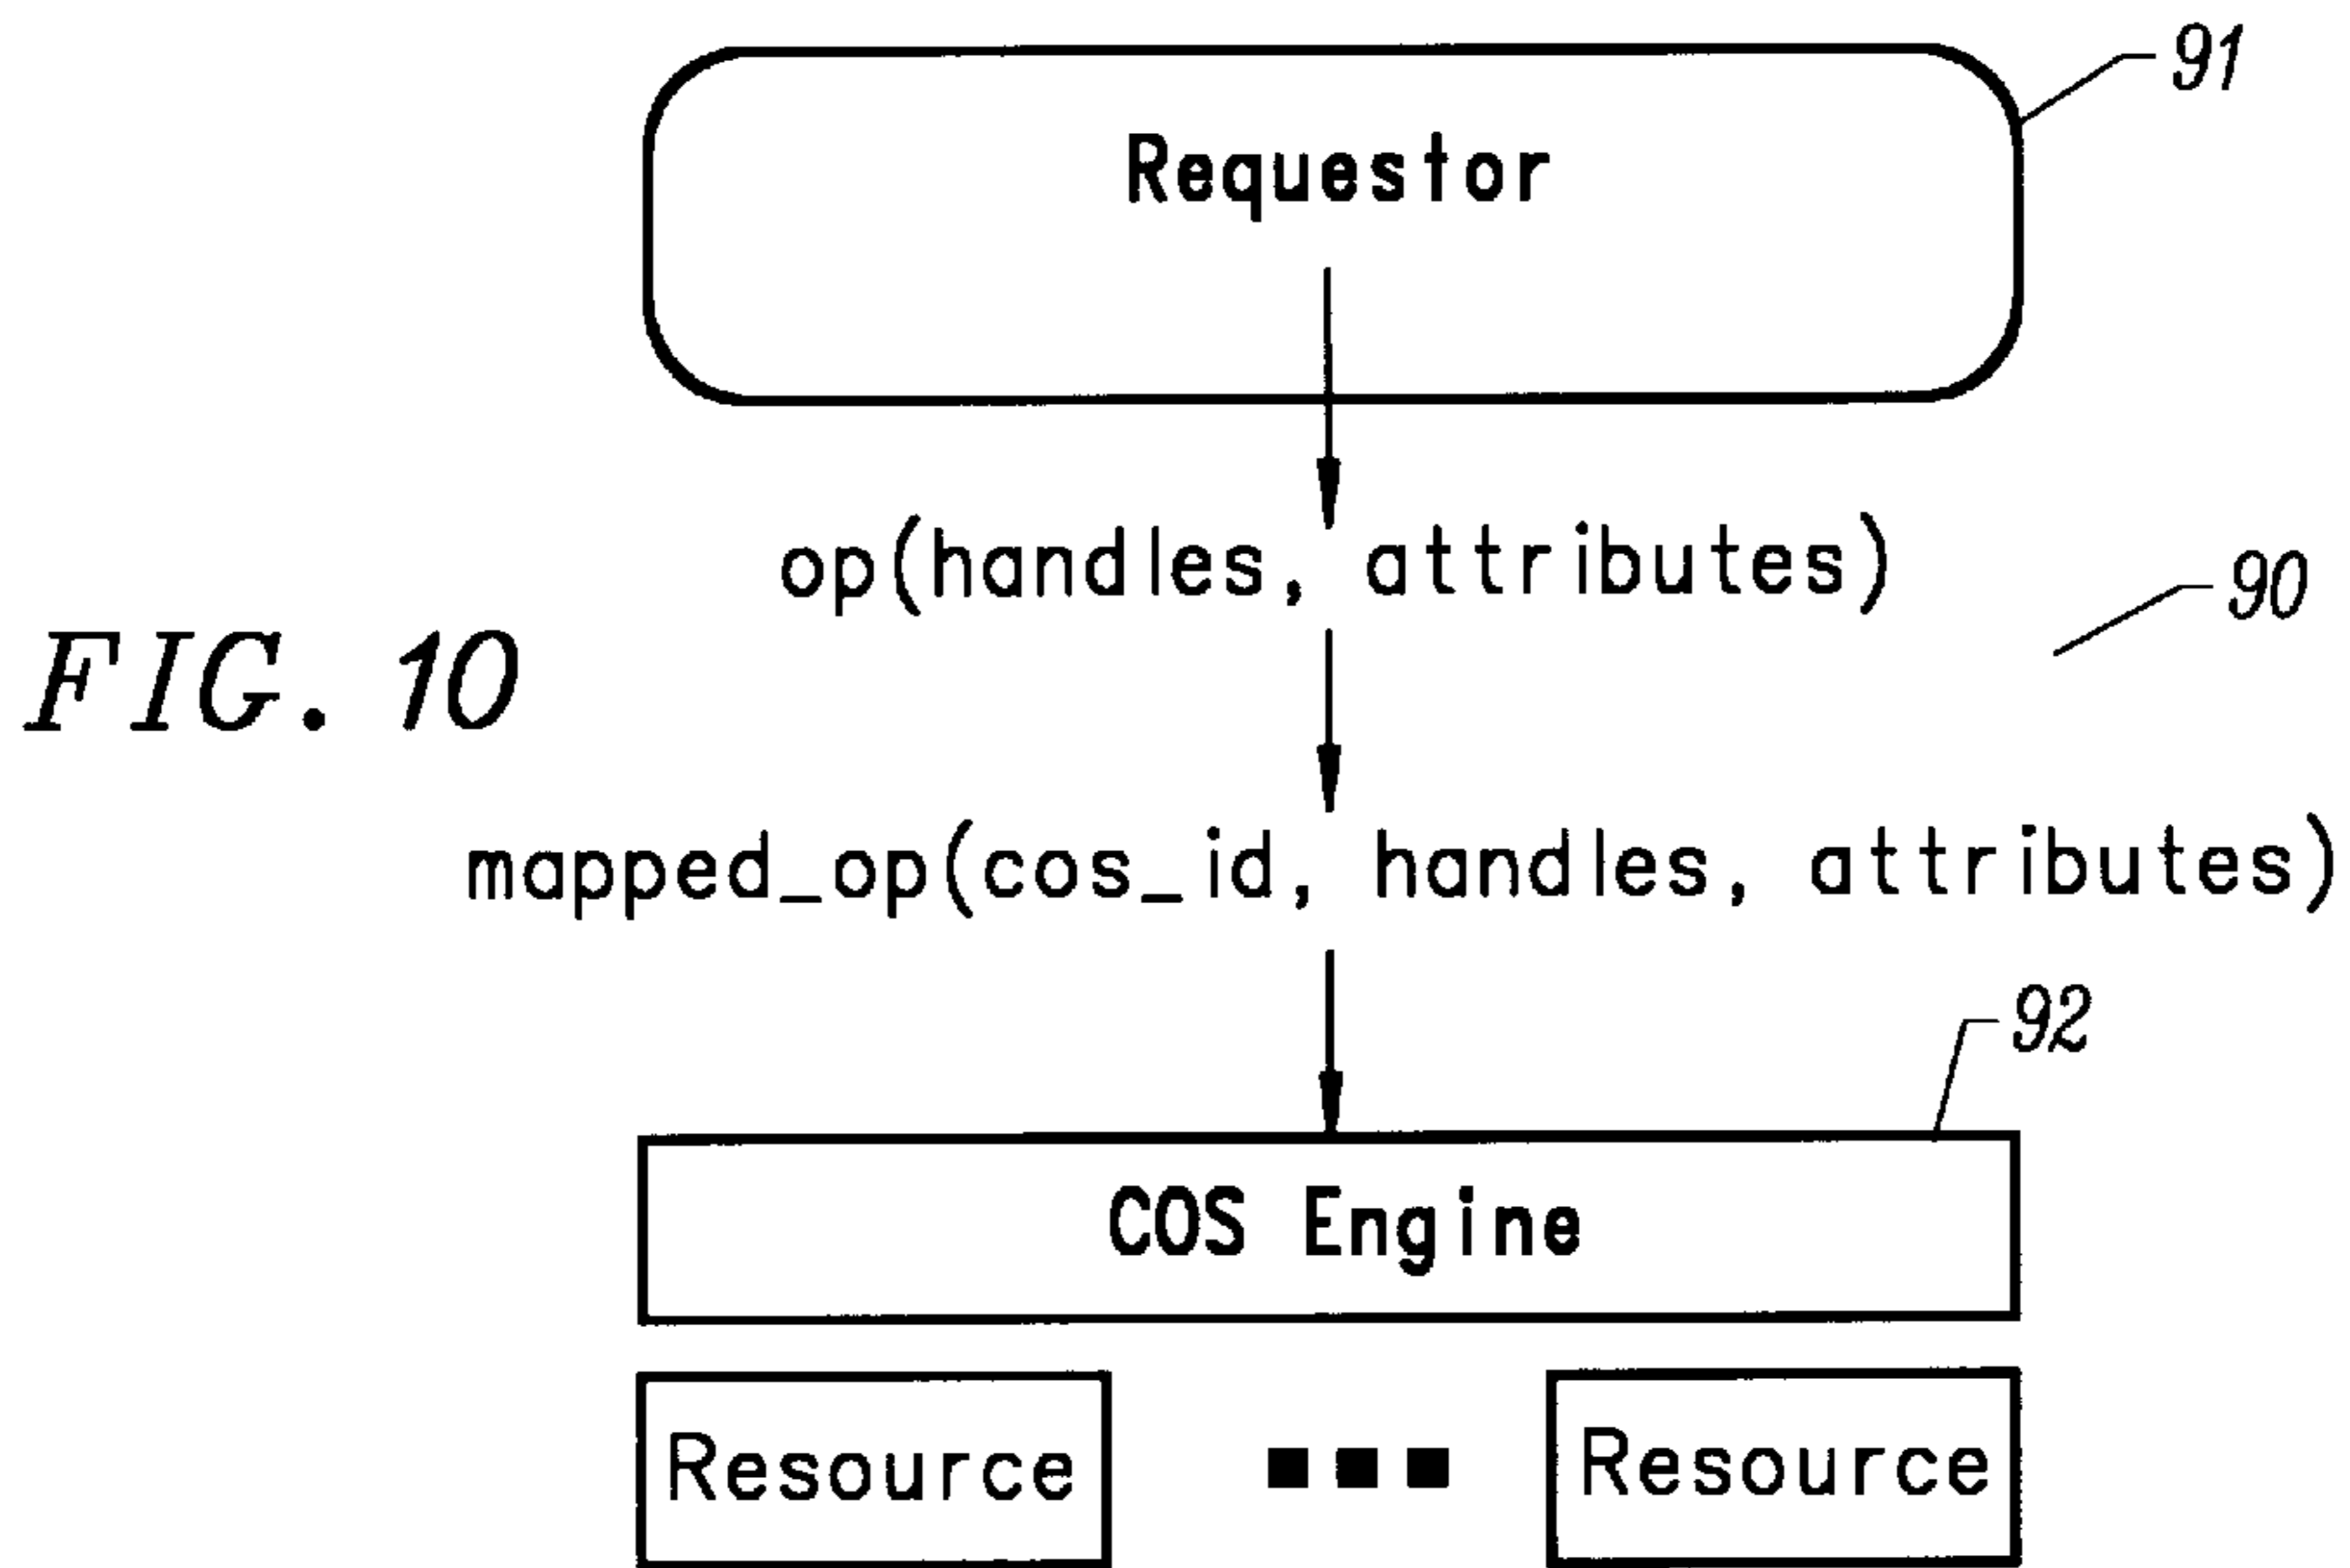 91
Requestor
op(handles, attributes)
90
FIG. 10
mapped_op(cos_id, handles, attributes)
92
COS Engine
Resource Resource